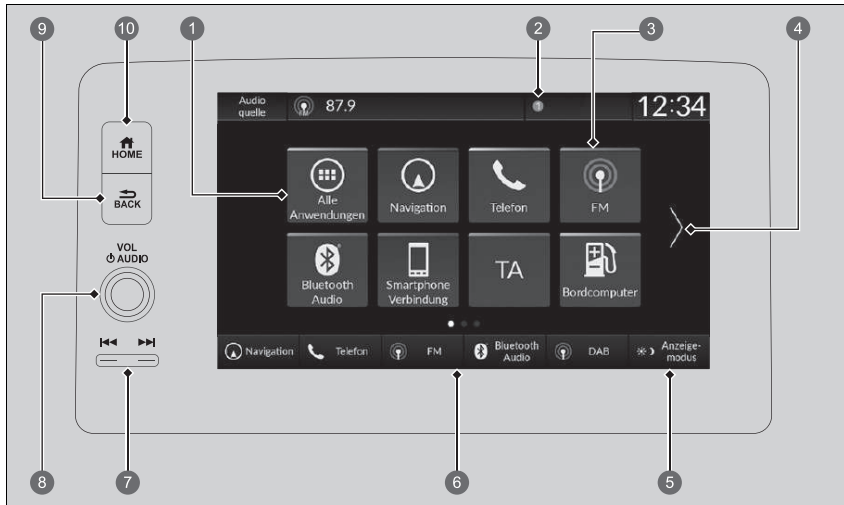 9
10
1
2
3
4
Audio
quelle
FM
87.9
1
12:34
HOME
BACK
VOL
AUDIO
Alle
Anwendungen
Navigation
Telefon
FM
Bluetooth
Audio
Smartphone
Verbindung
TA
Bordcomputer
Navigation
Telefon
FM
Bluetooth
Audio
DAB
Anzeige-
modus
8
7
6
5